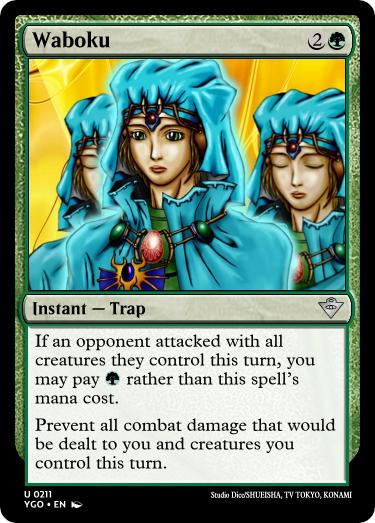 Waboku 2
Instant — Trap
If an opponent attacked with all
creatures they control this turn, you
may pay rather than this spell's
mana cost.
Prevent all combat damage that would
be dealt to you and creatures you
control this turn.
U 0211
YGO • EN
Studio Dice/SHUEISHA, TV TOKYO, KONAMI